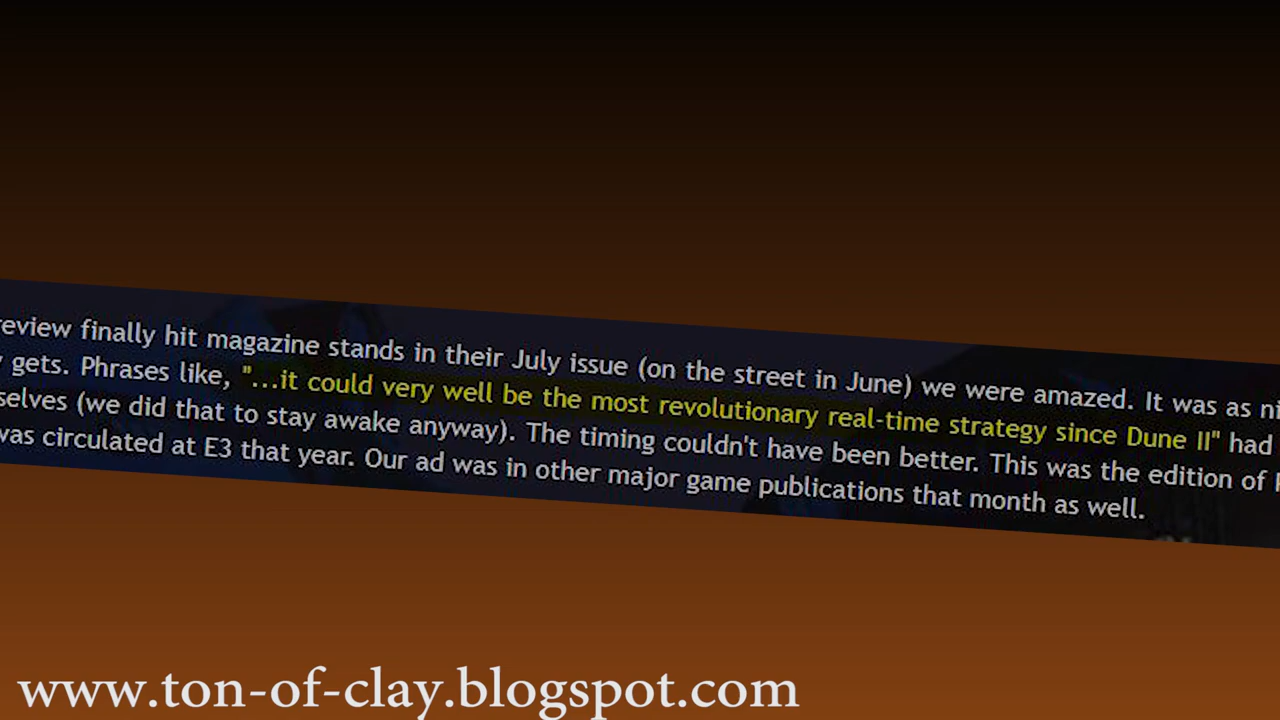 review finally hit magazine stands in their July issue (on the street in June) we were amazed. It was as
gets. Phrases like, "...it could very well be the most revolutionary real-time strategy since Dune II" had
selves (we did that to stay awake anyway). The timing couldn't have been better. This was the edition of
was circulated at E3 that year. Our ad was in other major game publications that month as well.
www.ton-of-clay.blogspot.com